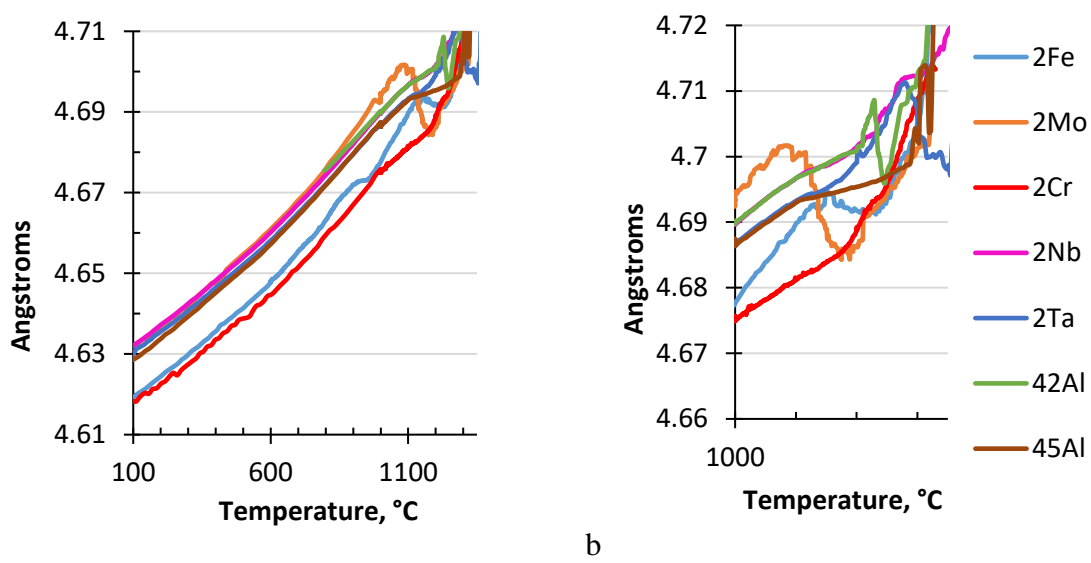 4.71
4.69
4.67
4.65
4.63
4.61
Angstroms
100 600 1100
Temperature, °C
4.72
4.71
4.7
4.69
4.68
4.67
4.66
Angstroms
1000
Temperature, °C
2Fe
2Mo
2Cr
2Nb
2Ta
42Al
45Al
b